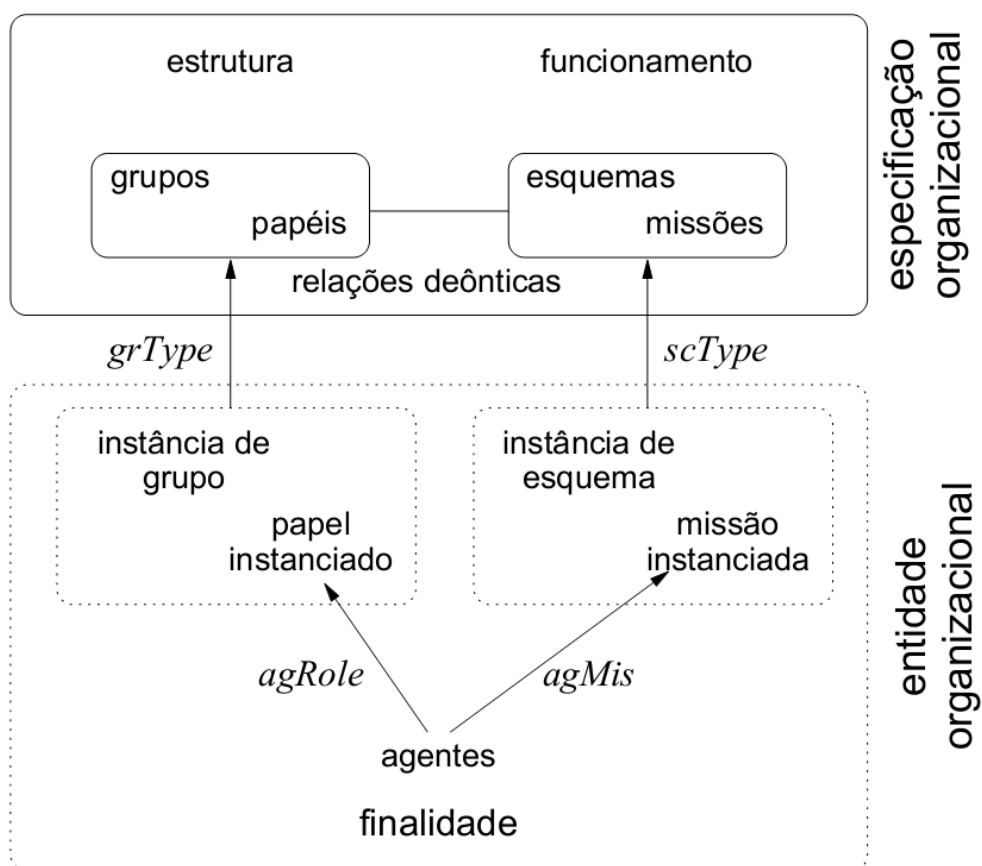 estrutura
funcionamento
grupos
papéis
esquemas
missões
relações deônticas
especificação
organizacional
grType
scType
instância de
grupo
papel
instanciado
instância de
esquema
missão
instanciada
agRole
agMis
agentes
finalidade
entidade
organizacional